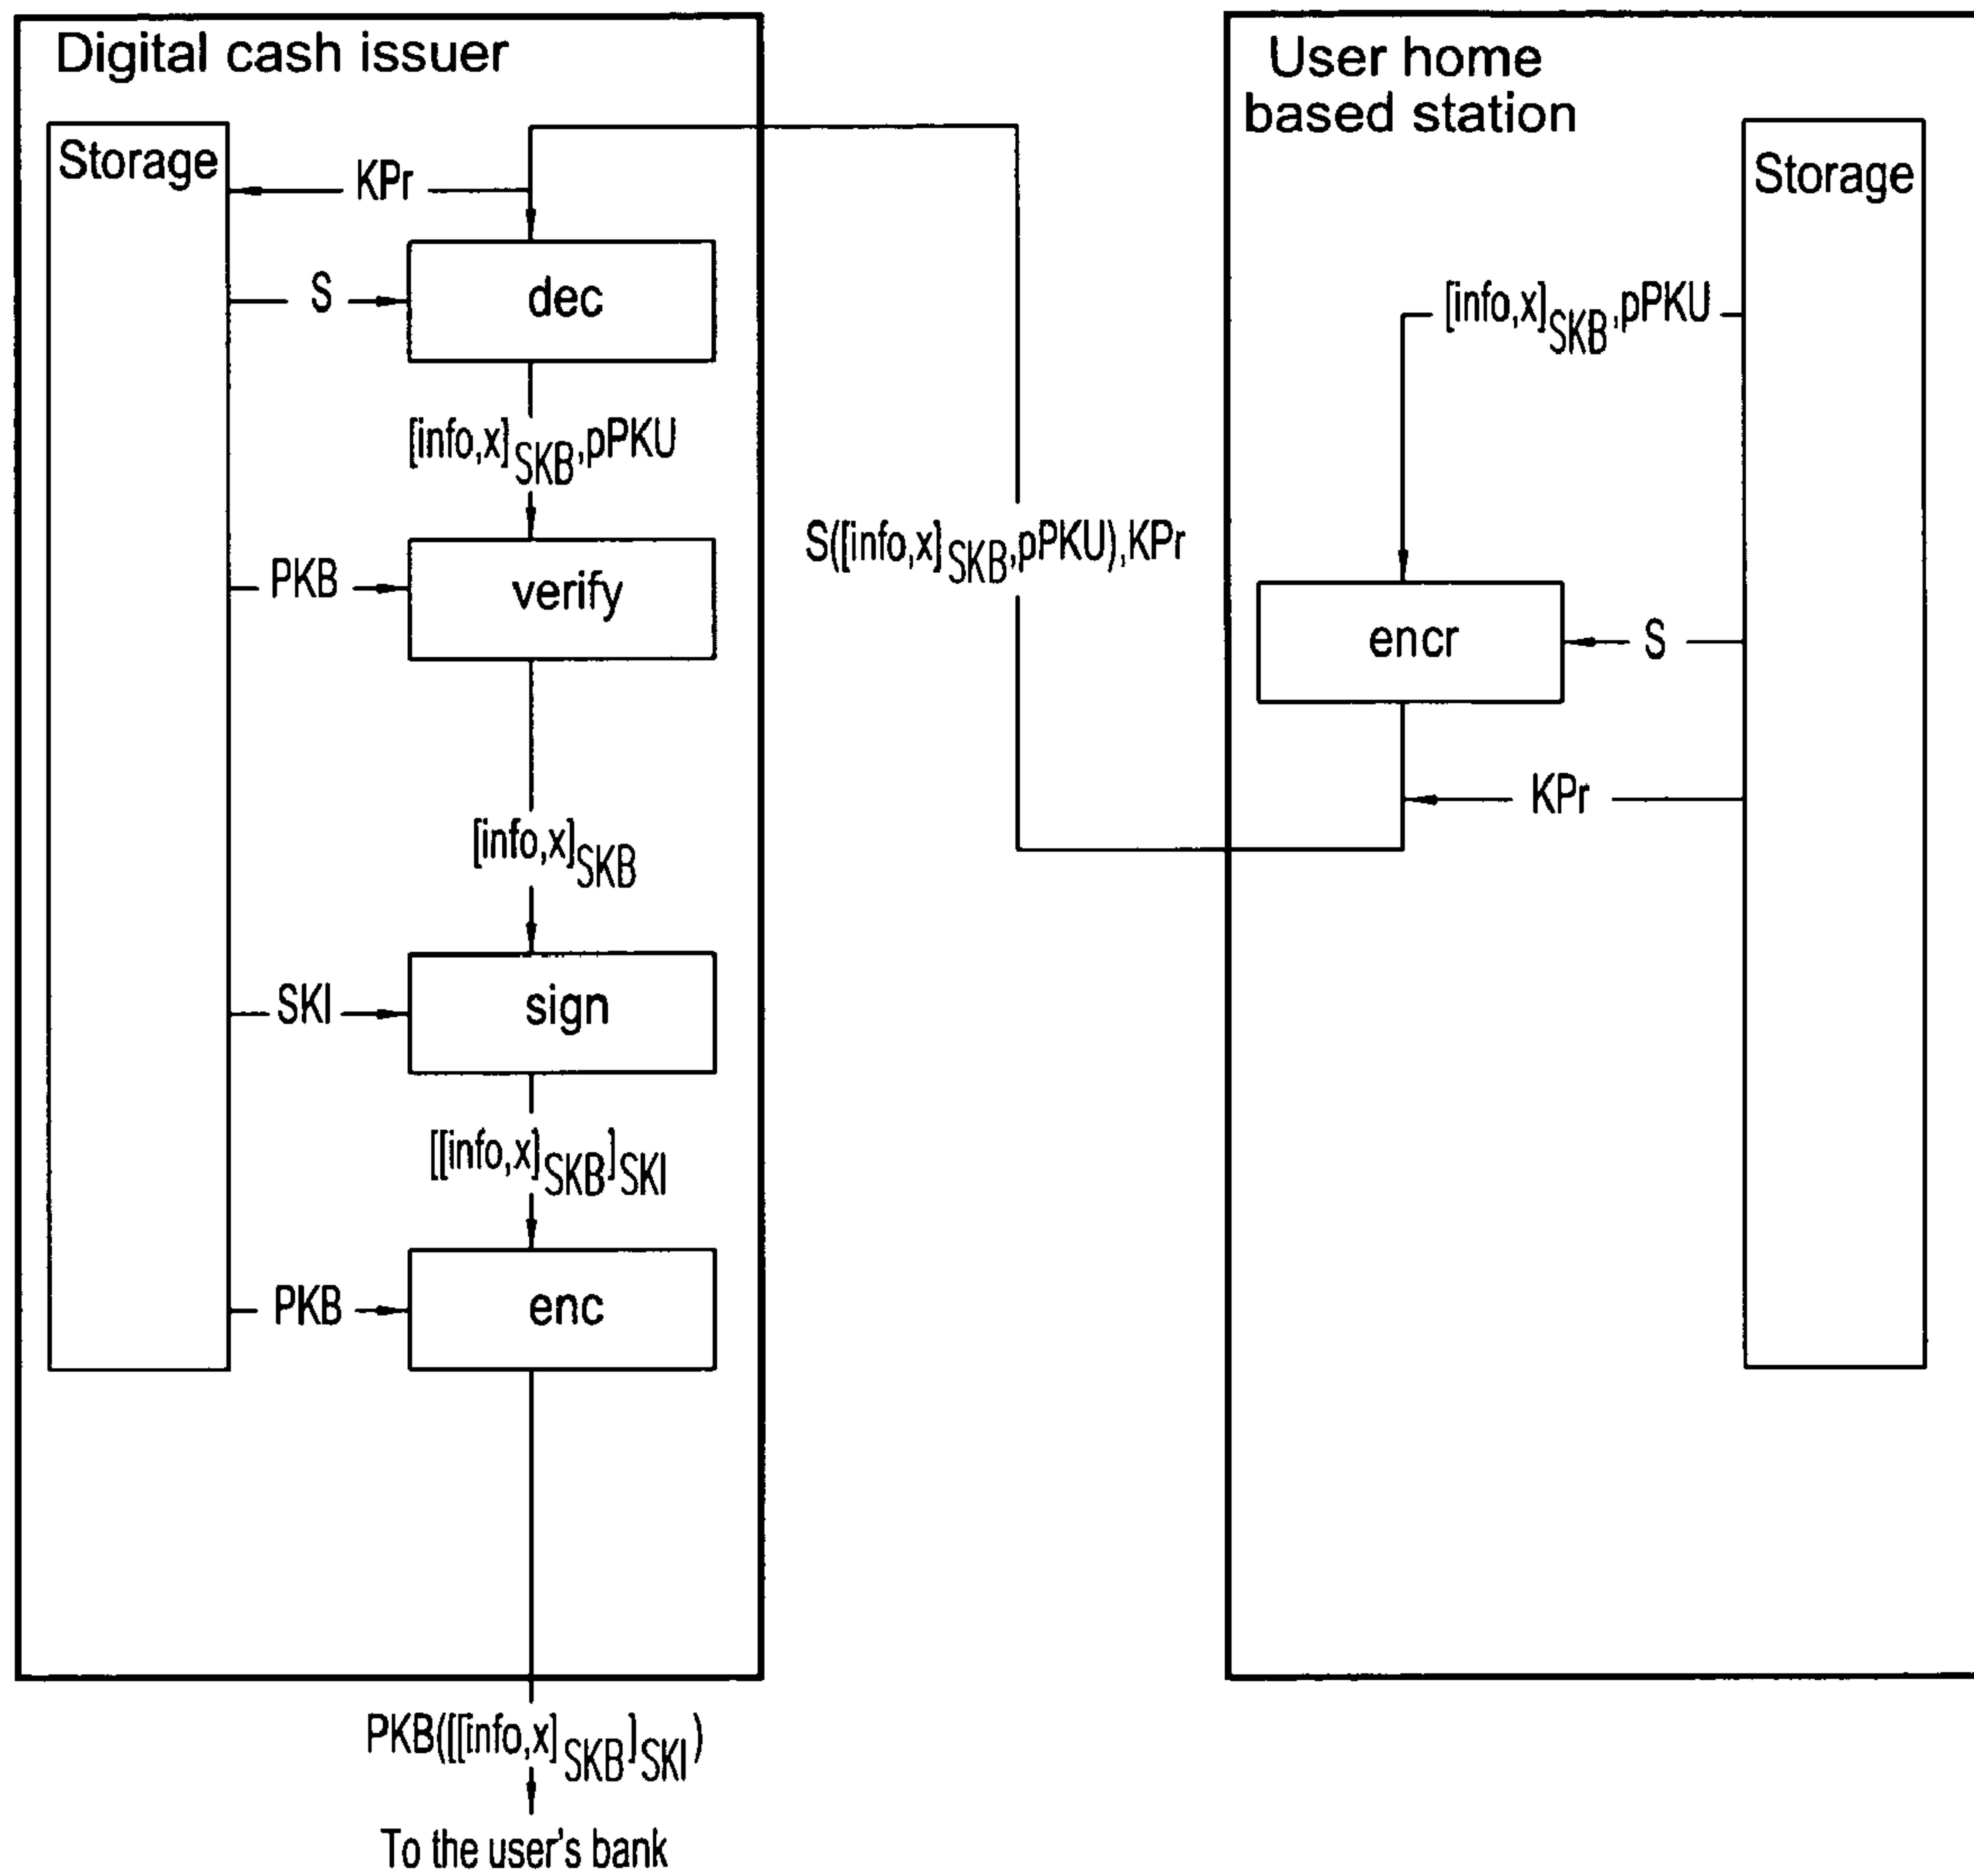 Digital cash issuer
Storage
KPr
S
dec
[info,x]SKB,pPKU
PKB
verify
[info,x]SKB
SKI
sign
[[info,x]SKB]SKI
PKB
enc
PKB([[info,x]SKB]SKI)
To the user's bank
S([info,x]SKB,pPKU),KPr
User home
based station
Storage
[info,x]SKB,pPKU
encr
S
KPr